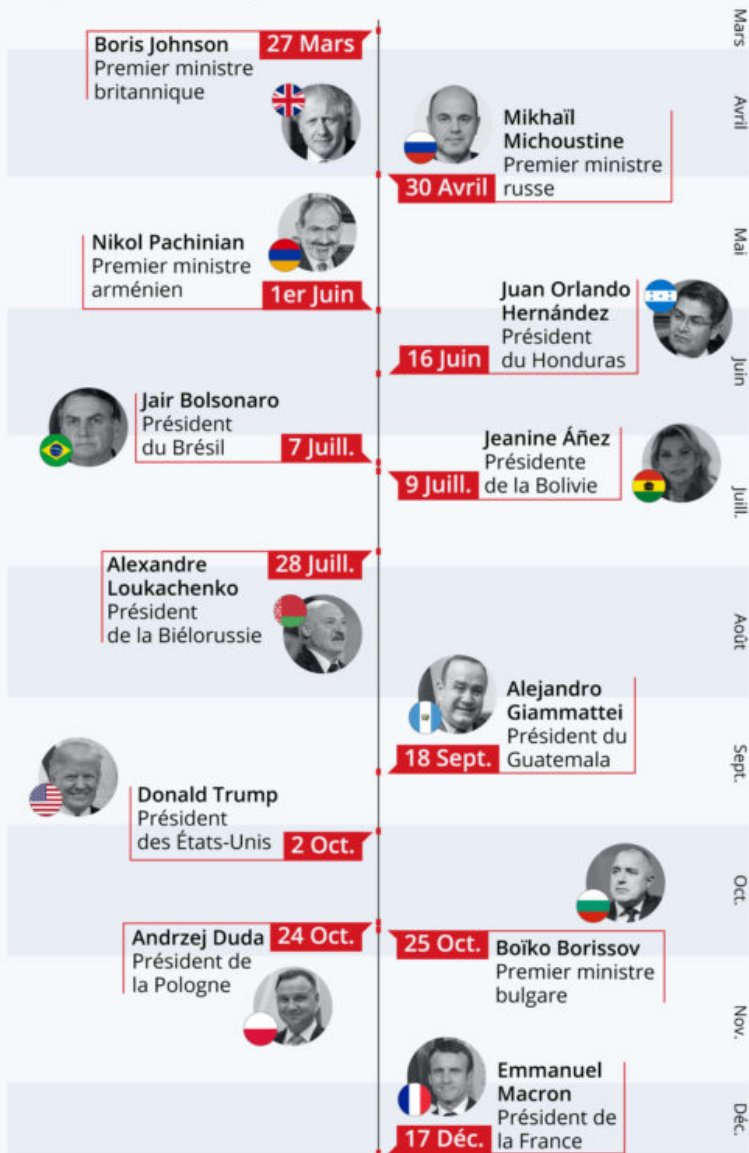 Mars
27 Mars
Boris Johnson
Premier ministre
britannique
Avril
Mikhaïl
Michoustine
Premier ministre
russe
30 Avril
Mai
Nikol Pachinian
Premier ministre
arménien
1er Juin
Juan Orlando
Hernández
Président
du Honduras
16 Juin
Juin
Jair Bolsonaro
Président
du Brésil
7 Juill.
Jeanine Áñez
Présidente
de la Bolivie
9 Juill.
Juill.
28 Juill.
Alexandre
Loukachenko
Président
de la Biélorussie
Août
Alejandro
Giammattei
Président du
Guatemala
18 Sept.
Sept.
Donald Trump
Président
des États-Unis
2 Oct.
Oct.
Andrzej Duda
Président de
la Pologne
24 Oct.
25 Oct.
Boïko Borissov
Premier ministre
bulgare
Nov.
Emmanuel
Macron
Président de
la France
17 Déc.
Déc.